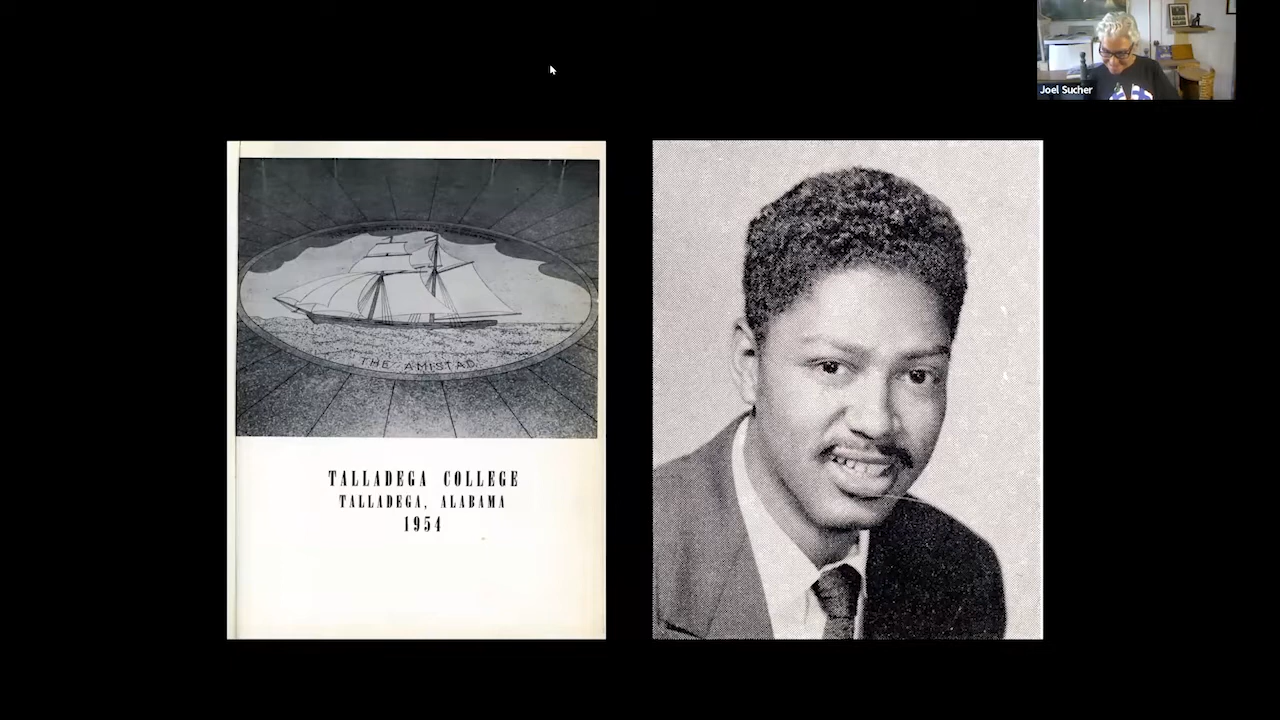 Joel Sucher
THE AMISTAD
TALLADEGA COLLEGE
TALLADEGA, ALABAMA
1954